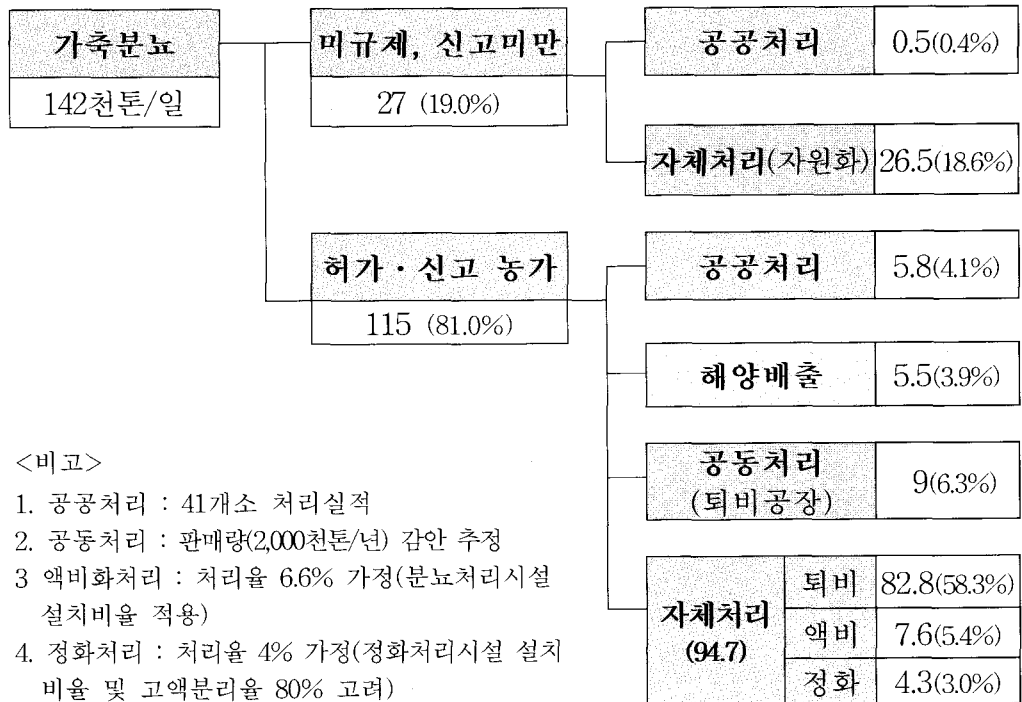 가축분뇨
142천톤/일
미규제, 신고미만
27 (19.0%)
공공처리 0.5(0.4%)
자체처리(자원화) 26.5(18.6%)
허가·신고 농가
115 (81.0%)
공공처리 5.8(4.1%)
해양배출 5.5(3.9%)
공동처리
(퇴비공장)
9(6.3%)
자체처리
(94.7)
퇴비 82.8(58.3%)
액비 7.6(5.4%)
정화 4.3(3.0%)
<비고>
1. 공공처리 : 41개소 처리실적
2. 공동처리 : 판매량(2,000천톤/년) 감안 추정
3 액비화처리 : 처리율 6.6% 가정(분뇨처리시설
설치비율 적용)
4. 정화처리 : 처리율 4% 가정(정화처리시설 설치
비율 및 고액분리율 80% 고려)